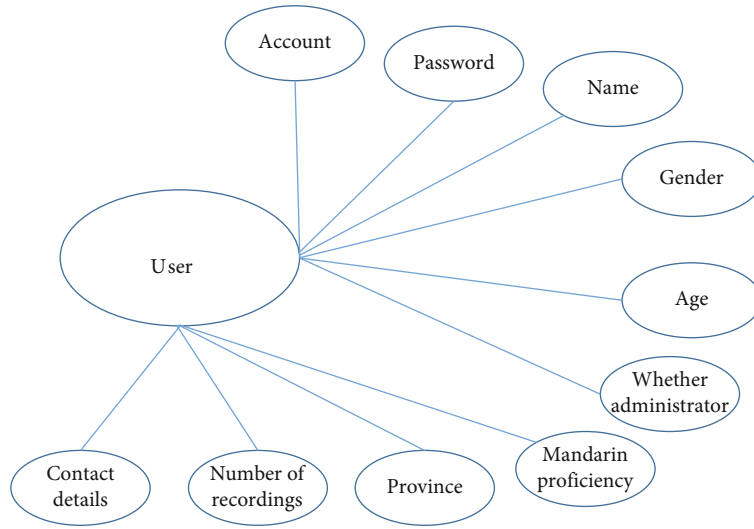 Account
Password
Name
Gender
User
Age
Whether
administrator
Mandarin
proficiency
Province
Number of
recordings
Contact
details